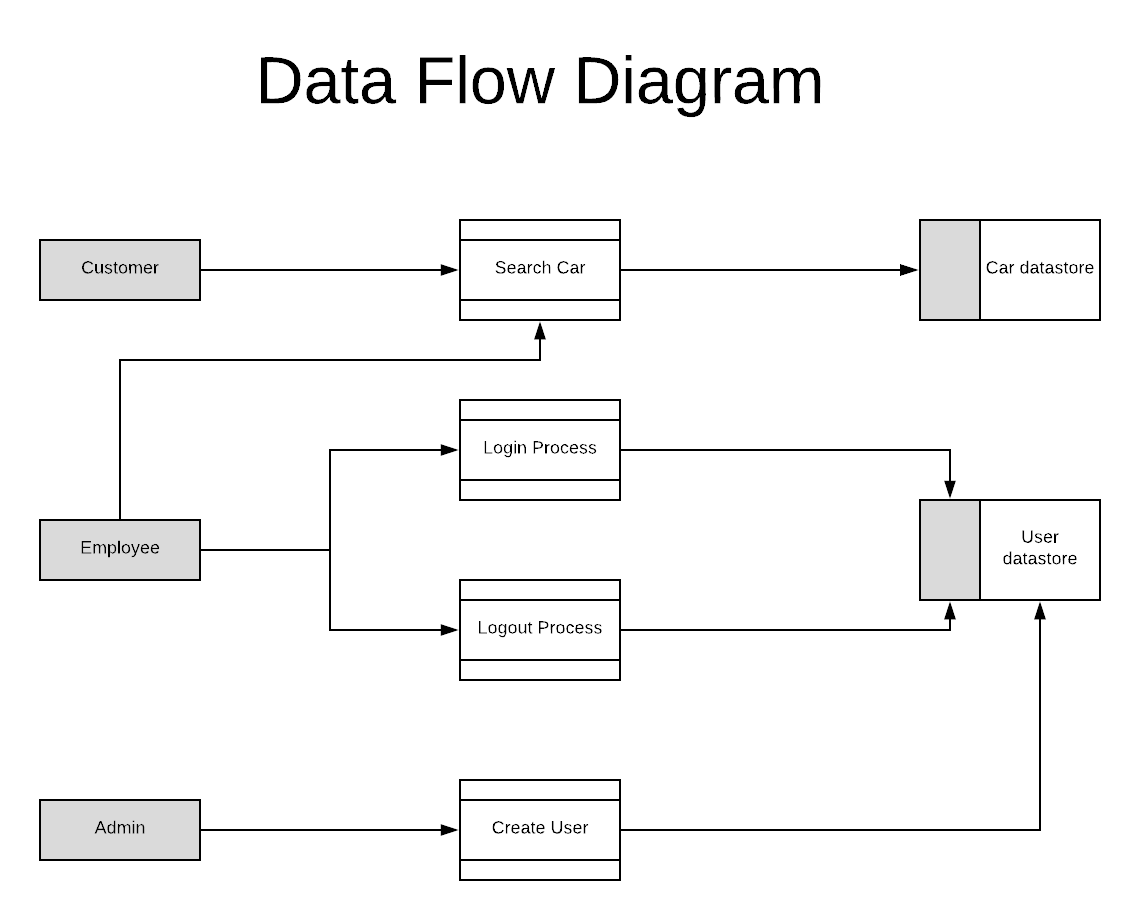 Data Flow Diagram
Customer
Search Car
Car datastore
Login Process
Employee
User
datastore
Logout Process
Admin
Create User